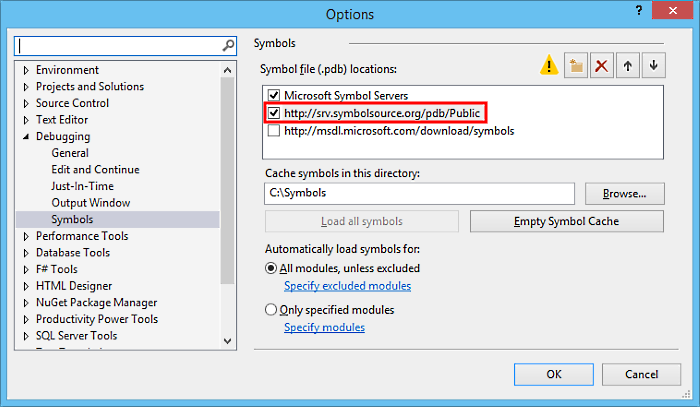 Options
?
Environment
Projects and Solutions
Source Control
Text Editor
Debugging
General
Edit and Continue
Just-In-Time
Output Window
Symbols
Performance Tools
Database Tools
F# Tools
HTML Designer
NuGet Package Manager
Productivity Power Tools
SQL Server Tools
Symbols
Symbol file (.pdb) locations:
Microsoft Symbol Servers
http://srv.symbolsource.org/pdb/Public
http://msdl.microsoft.com/download/symbols
Cache symbols in this directory:
C:\Symbols
Browse...
Load all symbols
Empty Symbol Cache
Automatically load symbols for:
All modules, unless excluded
Specify excluded modules
Only specified modules
Specify modules
OK
Cancel